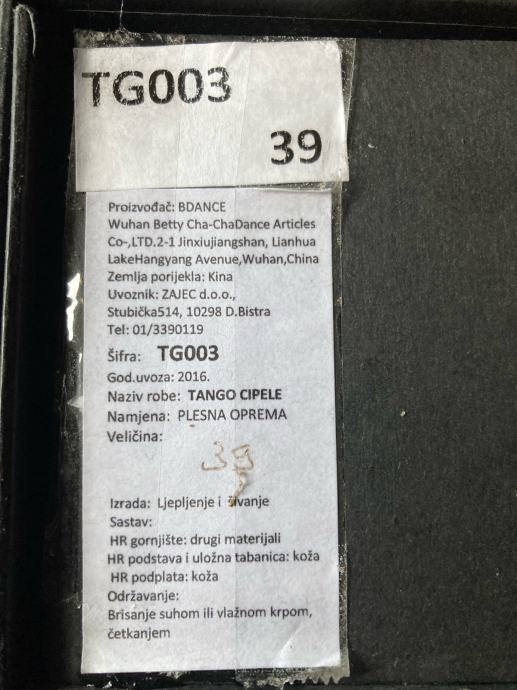 TG003
39
Proizvođač: BDANCE
Wuhan Betty Cha-ChaDance Articles
Co-,LTD.2-1 Jinxiujiangshan, Lianhua
LakeHangyang Avenue,Wuhan,China
Zemlja porijekla: Kina
Uvoznik: ZAJEC d.o.o.,
Stubička514, 10298 D.Bistra
Tel: 01/3390119
Šifra: TG003
God.uvoza: 2016.
Naziv robe: TANGO CIPELE
Namjena: PLESNA OPREMA
Veličina:
39
Izrada: Ljepljenje i šivanje
Sastav:
HR gornjište: drugi materijali
HR podstava i uložna tabanica: koža
HR podplata: koža
Održavanje:
Brisanje suhom ili vlažnom krpom,
četkanjem